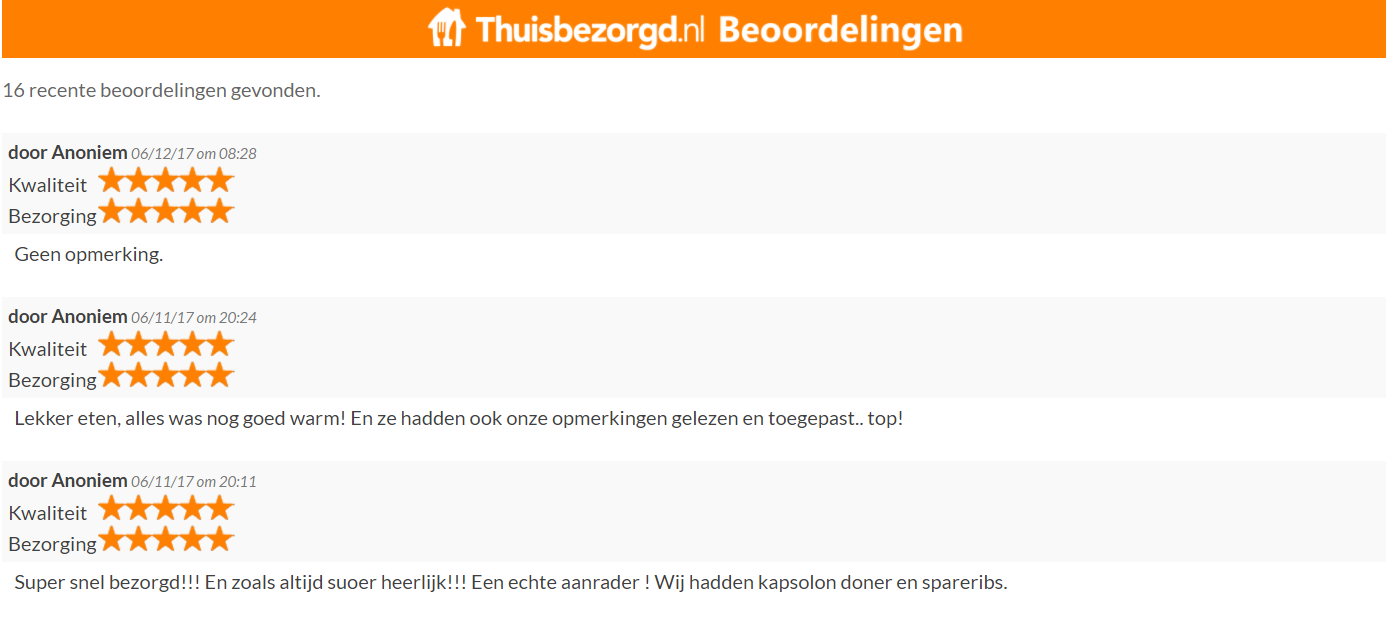 Thuisbezorgd.nl Beoordelingen
16 recente beoordelingen gevonden.
door Anoniem 06/12/17 om 08:28
Kwaliteit
Bezorging
Geen opmerking.
door Anoniem 06/11/17 om 20:24
Kwaliteit
Bezorging
Lekker eten, alles was nog goed warm! En ze hadden ook onze opmerkingen gelezen en toegepast.. top!
door Anoniem 06/11/17 om 20:11
Kwaliteit
Bezorging
Super snel bezorgd!!! En zoals altijd suoer heerlijk!!! Een echte aanrader ! Wij hadden kapsolon doner en spareribs.